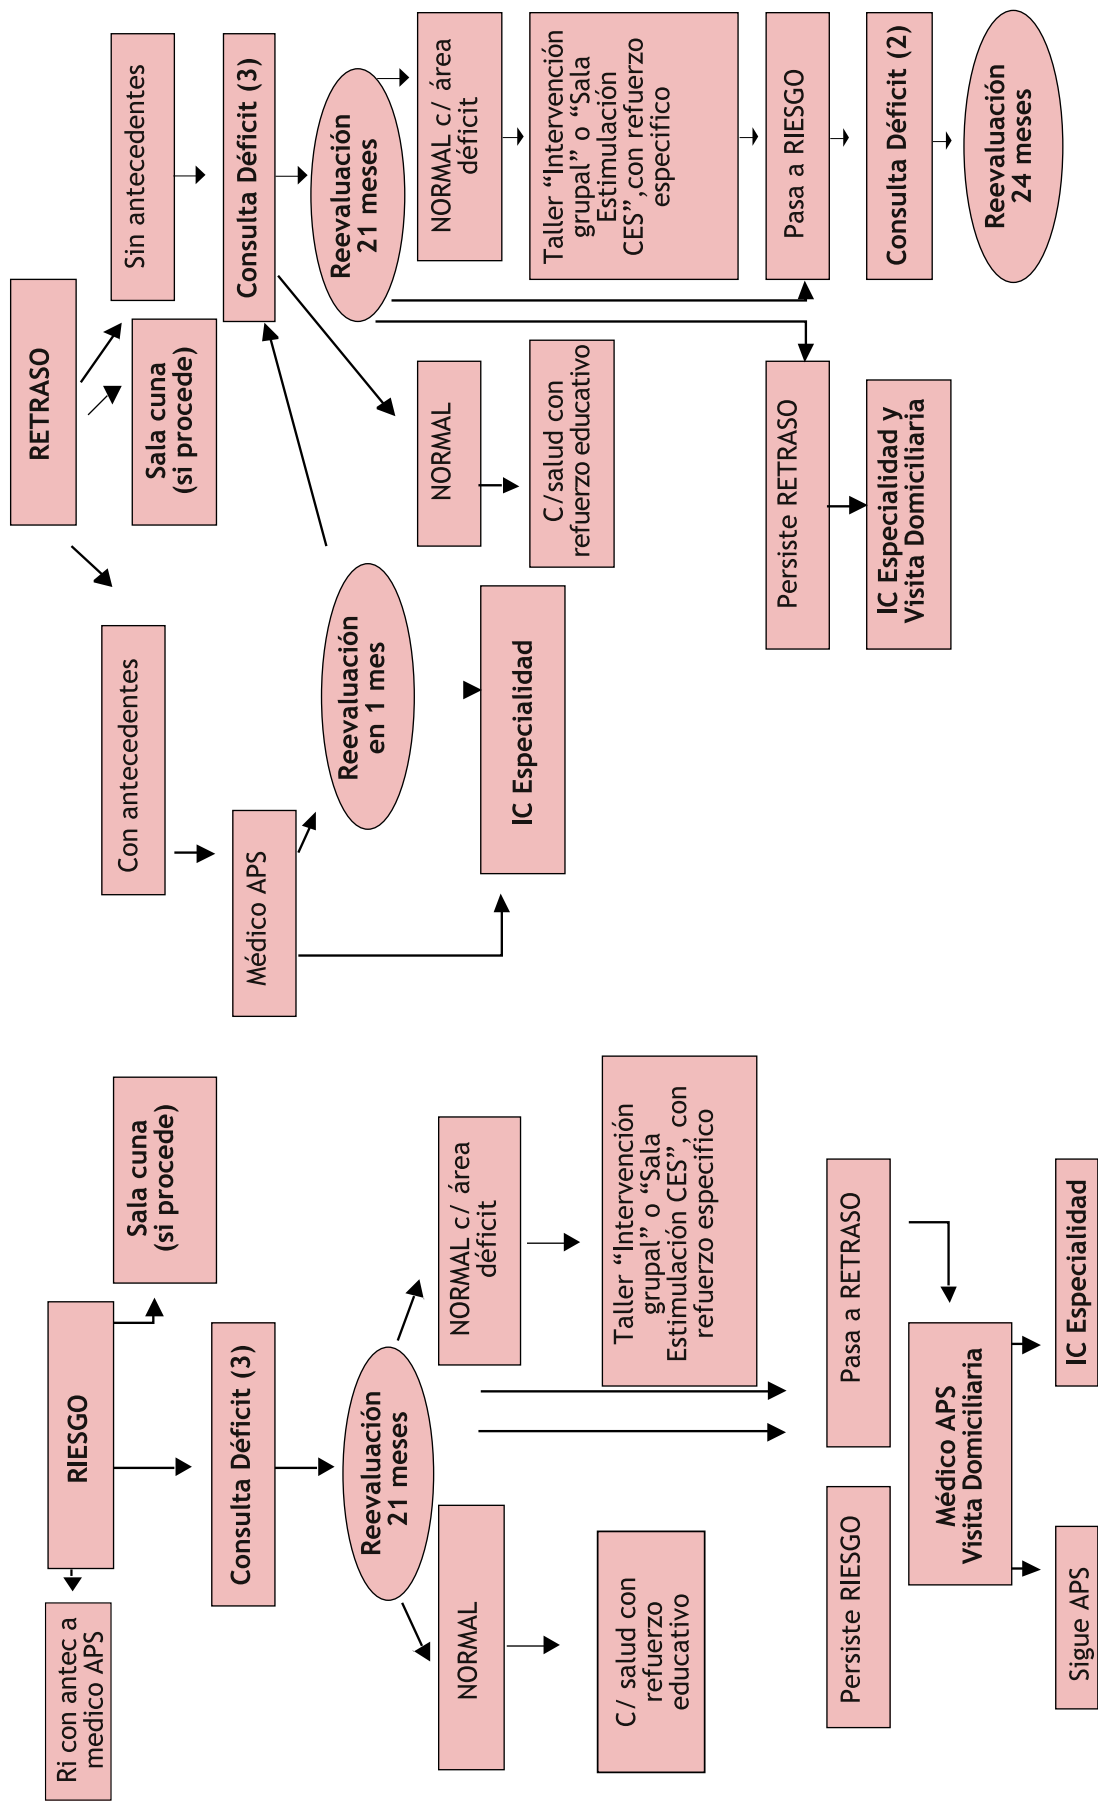 RIESGO
Ri con antec a
medico APS
Sala cuna
(si procede)
Consulta Déficit (3)
Reevaluación
21 meses
NORMAL
NORMAL c/ área
déficit
C/ salud con
refuerzo
educativo
Taller “Intervención
grupal” o “Sala
Estimulación CES”, con
refuerzo especifico
Persiste RIESGO
Pasa a RETRASO
Médico APS
Visita Domiciliaria
Sigue APS
IC Especialidad
RETRASO
Con antecedentes
Sala cuna
(si procede)
Sin antecedentes
Médico APS
Consulta Déficit (3)
Reevaluación
en 1 mes
Reevaluación
21 meses
IC Especialidad
NORMAL
NORMAL c/ área
déficit
C/salud con
refuerzo educativo
Taller “Intervención
grupal” o “Sala
Estimulación
CES”,con refuerzo
especifico
Persiste RETRASO
Pasa a RIESGO
IC Especialidad y
Visita Domiciliaria
Consulta Déficit (2)
Reevaluación
24 meses